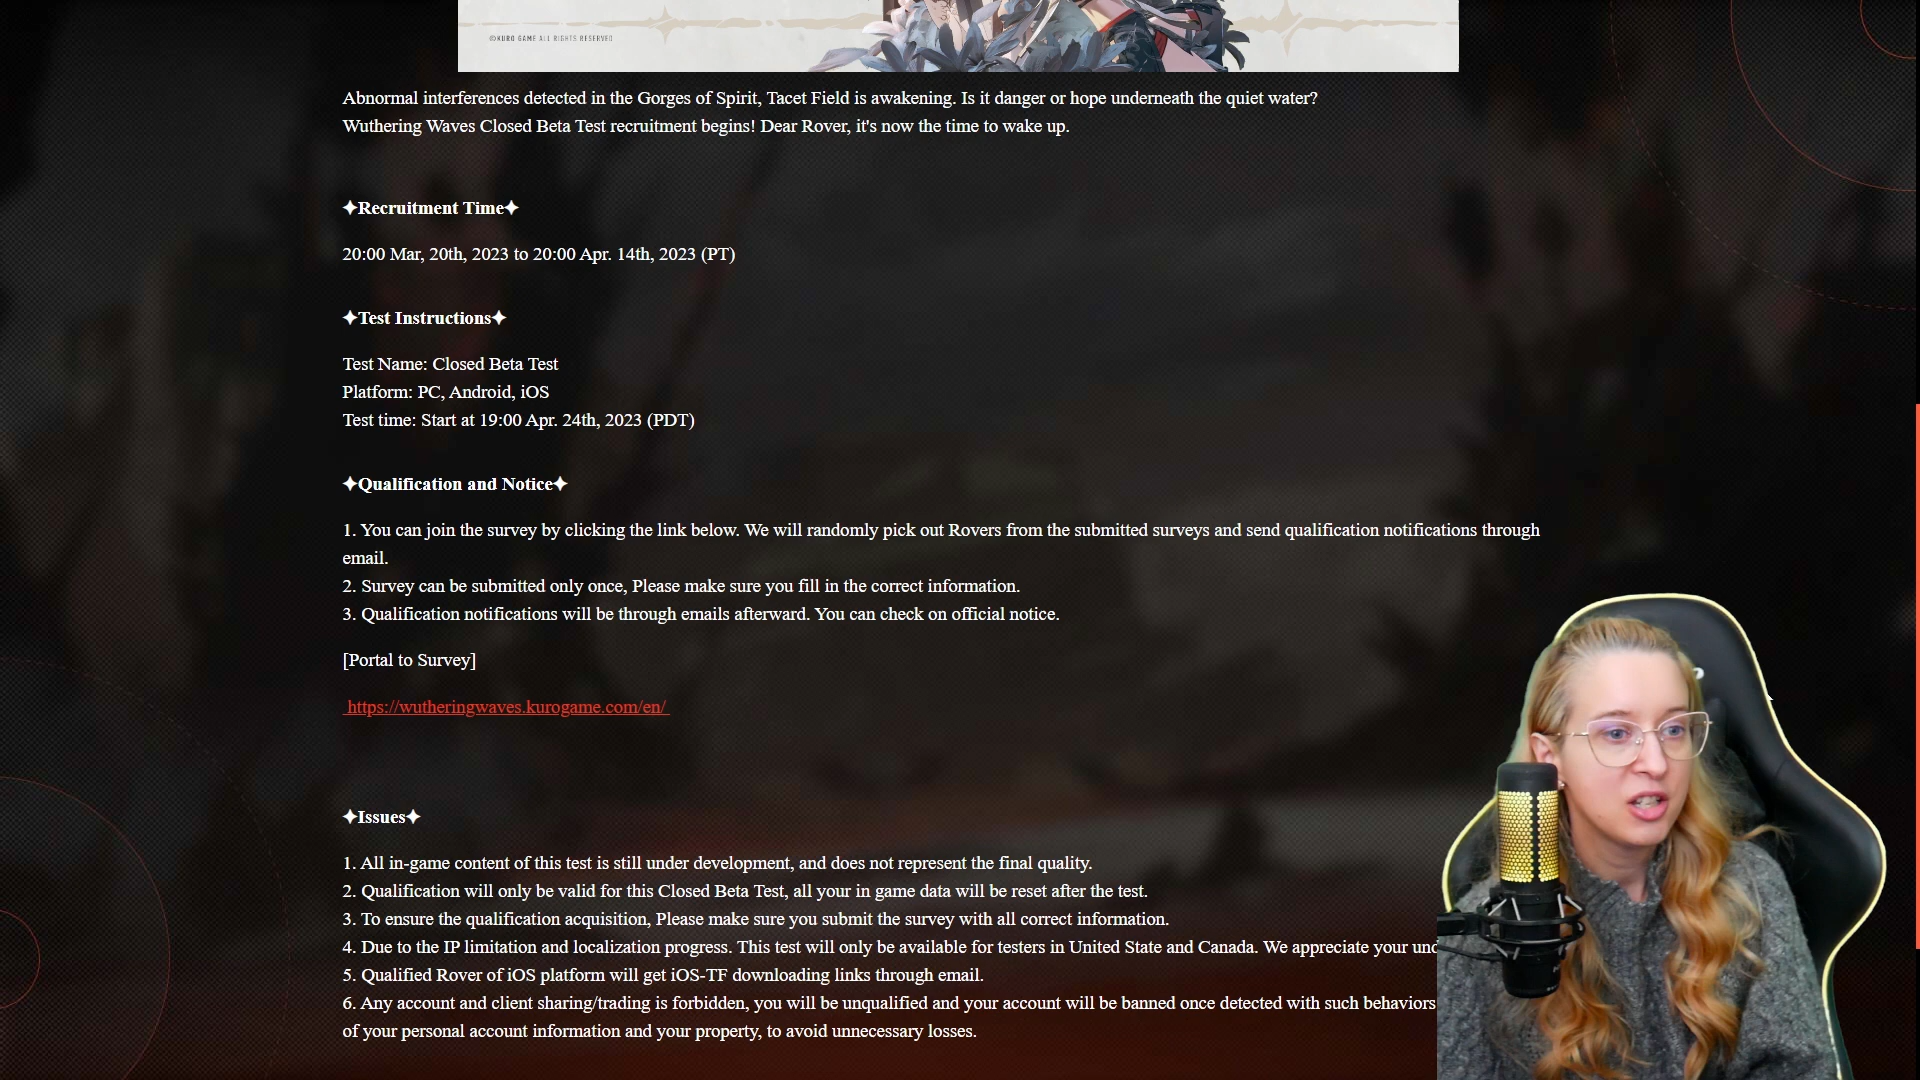 ©KURO GAME ALL RIGHTS RESERVED
Abnormal interferences detected in the Gorges of Spirit, Tacet Field is awakening. Is it danger or hope underneath the quiet water?
Wuthering Waves Closed Beta Test recruitment begins! Dear Rover, it's now the time to wake up.
✦Recruitment Time✦
20:00 Mar, 20th, 2023 to 20:00 Apr. 14th, 2023 (PT)
✦Test Instructions✦
Test Name: Closed Beta Test
Platform: PC, Android, iOS
Test time: Start at 19:00 Apr. 24th, 2023 (PDT)
✦Qualification and Notice✦
1. You can join the survey by clicking the link below. We will randomly pick out Rovers from the submitted surveys and send qualification notifications through
email.
2. Survey can be submitted only once, Please make sure you fill in the correct information.
3. Qualification notifications will be through emails afterward. You can check on official notice.
[Portal to Survey]
https://wutheringwaves.kurogame.com/en/
✦Issues✦
1. All in-game content of this test is still under development, and does not represent the final quality.
2. Qualification will only be valid for this Closed Beta Test, all your in game data will be reset after the test.
3. To ensure the qualification acquisition, Please make sure you submit the survey with all correct information.
4. Due to the IP limitation and localization progress. This test will only be available for testers in United State and Canada. We appreciate your
5. Qualified Rover of iOS platform will get iOS-TF downloading links through email.
6. Any account and client sharing/trading is forbidden, you will be unqualified and your account will be banned once detected with such behaviors
of your personal account information and your property, to avoid unnecessary losses.